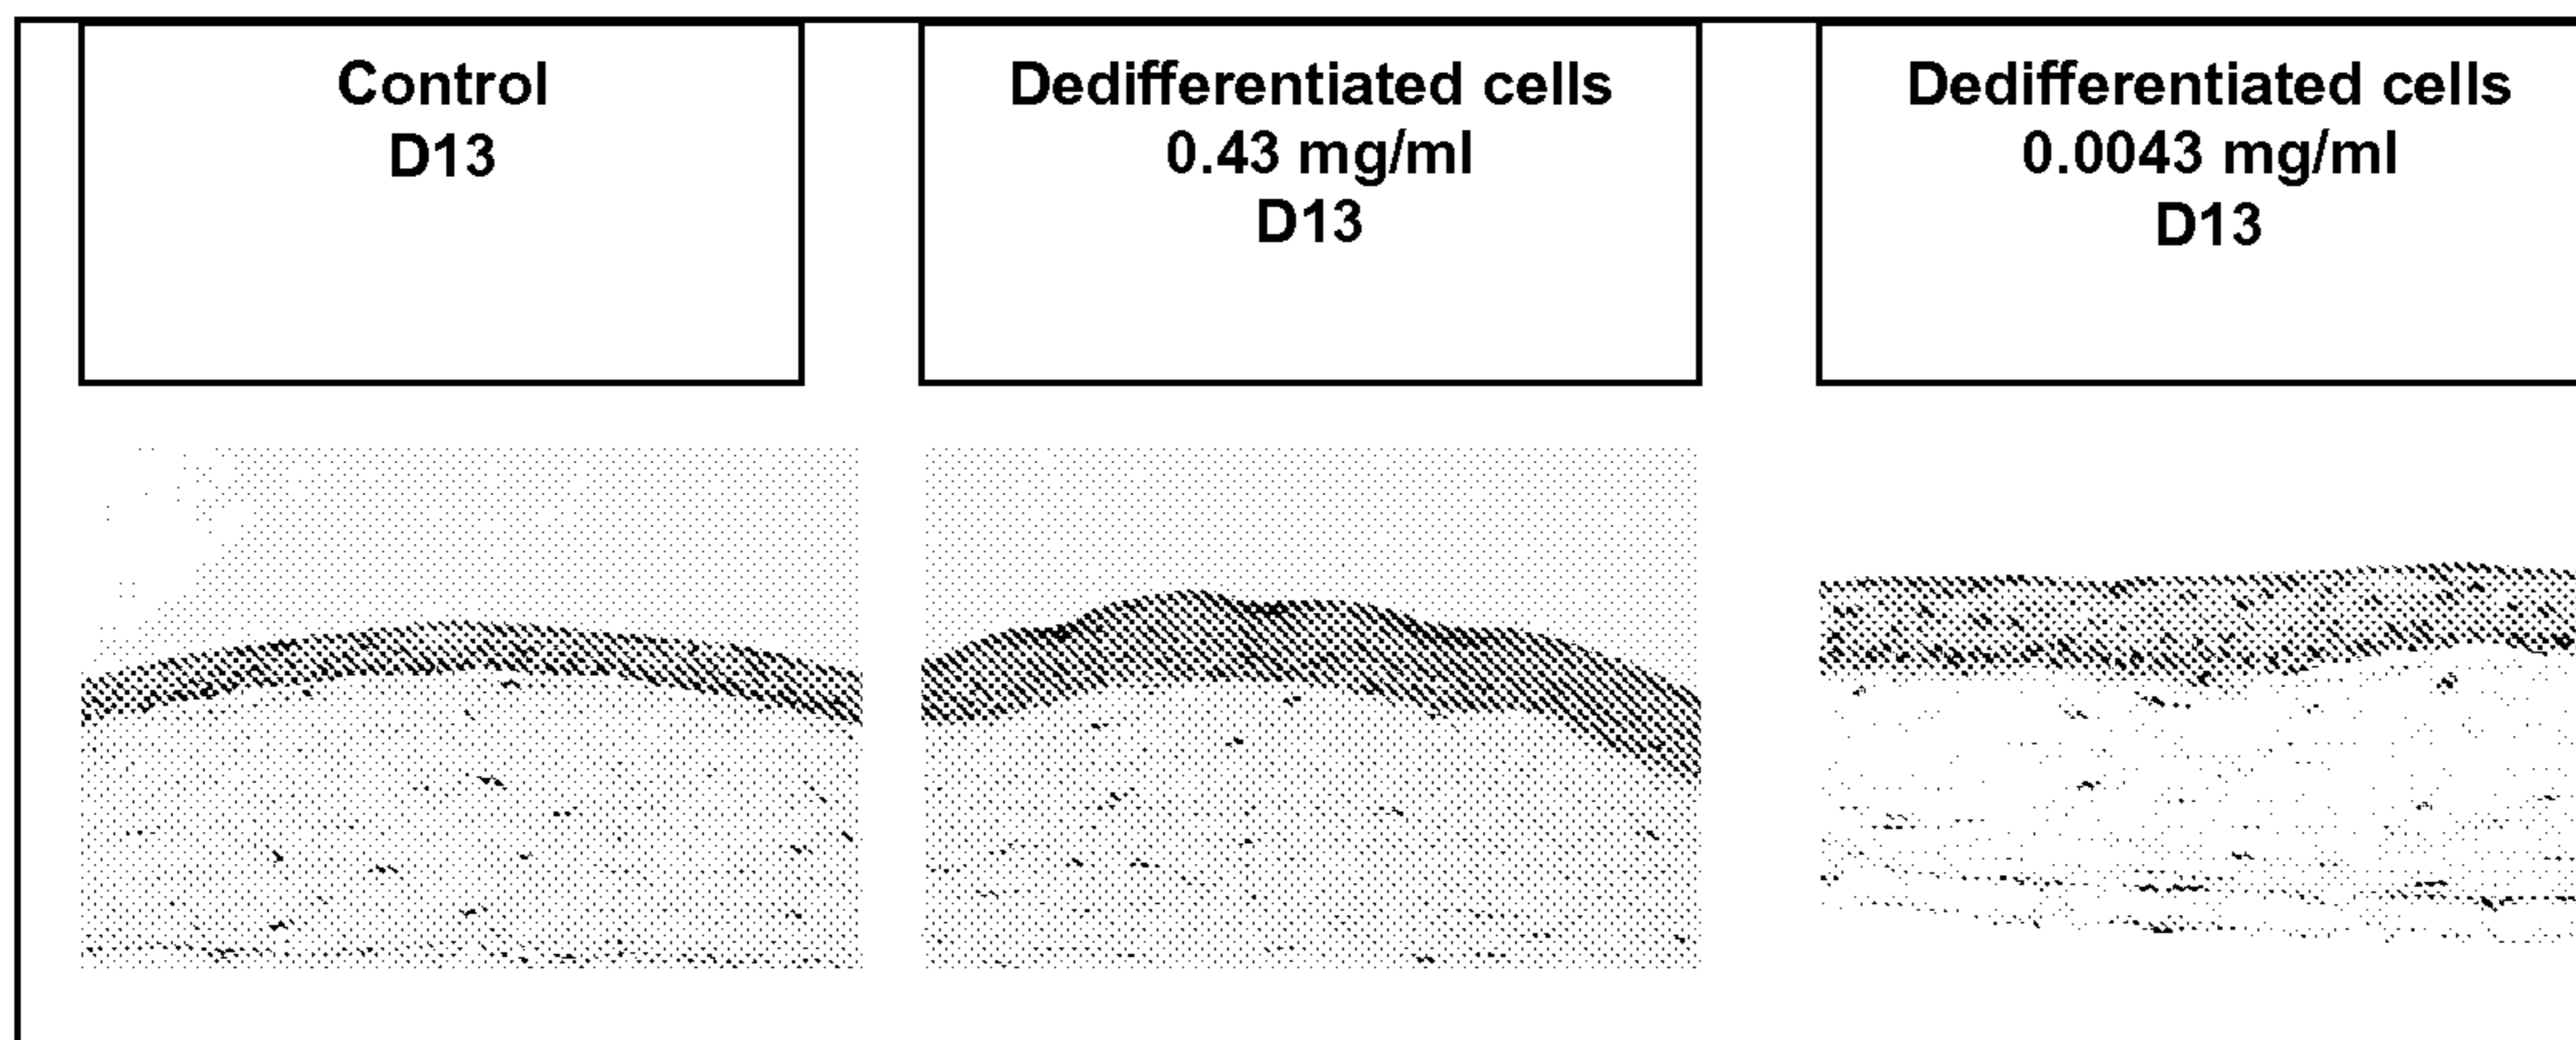 Control
D13
Dedifferentiated cells
0.43 mg/ml
D13
Dedifferentiated cells
0.0043 mg/ml
D13